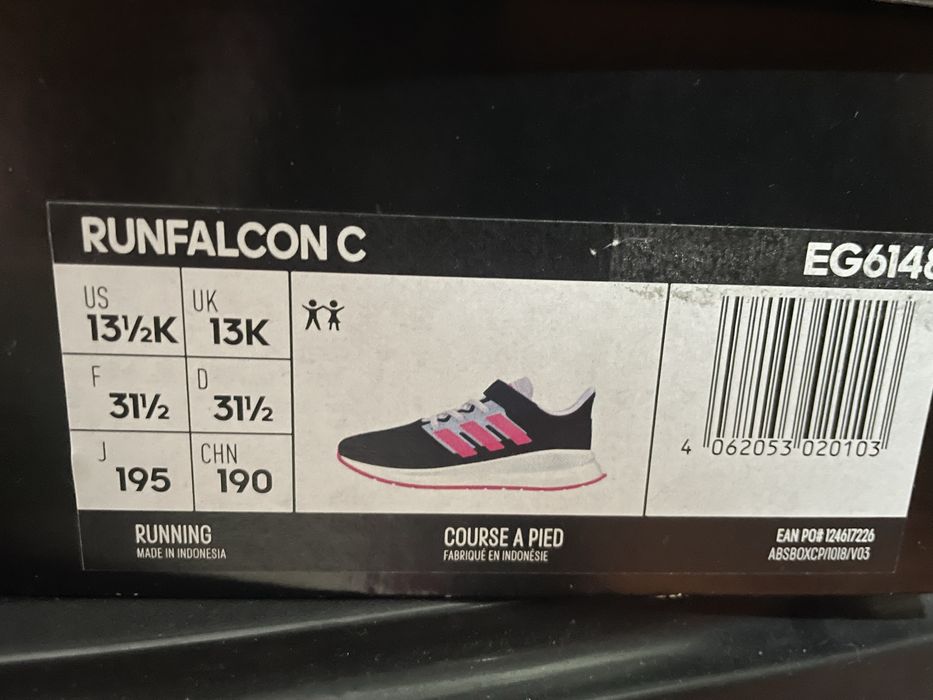 RUNFALCON C
EG6148
US
13½K
UK
13K
F
31½
D
31½
J
195
CHN
190
4 062053 020103
RUNNING
MADE IN INDONESIA
COURSE A PIED
FABRIQUÉ EN INDONÉSIE
EAN PO# 124617226
ABSBOXCP/1018/V03